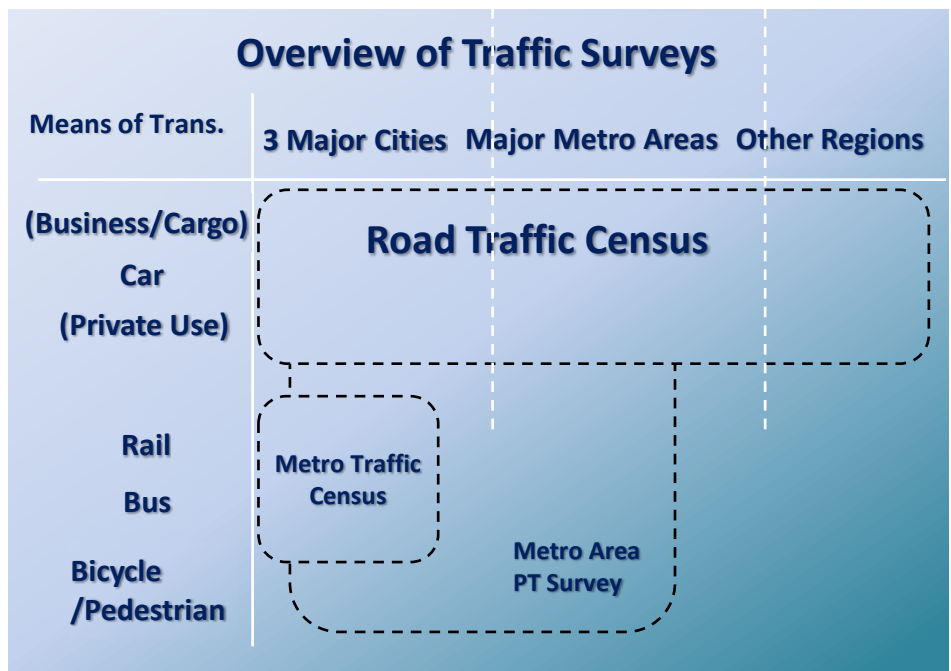 Overview of Traffic Surveys
Means of Trans.
3 Major Cities
Major Metro Areas
Other Regions
(Business/Cargo)
Car
(Private Use)
Road Traffic Census
Rail
Bus
Bicycle
/Pedestrian
Metro Traffic
Census
Metro Area
PT Survey